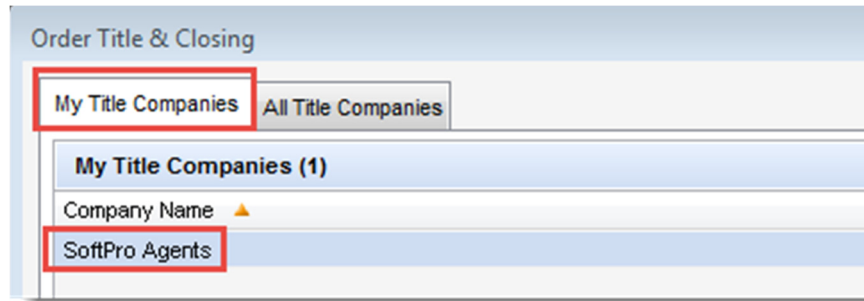 Order Title & Closing
My Title Companies All Title Companies
My Title Companies (1)
Company Name
SoftPro Agents